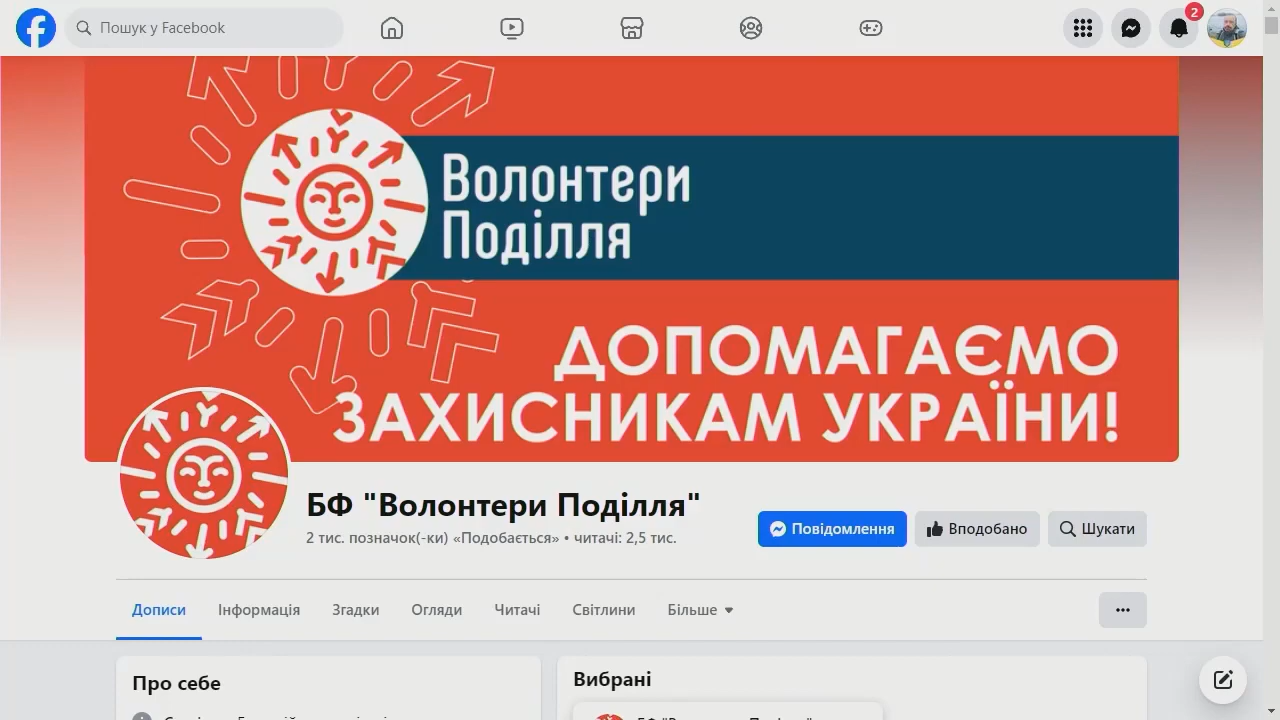 Пошук у Facebook
2
Волонтери
Поділля
ДОПОМАГАЄМО
ЗАХИСНИКАМ УКРАЇНИ!
БФ "Волонтери Поділля"
2 тис. позначок(-ки) «Подобається» • читачі: 2,5 тис.
Повідомлення
Вподобано
Шукати
Дописи
Інформація
Згадки
Огляди
Читачі
Світлини
Більше
Про себе
Вибрані